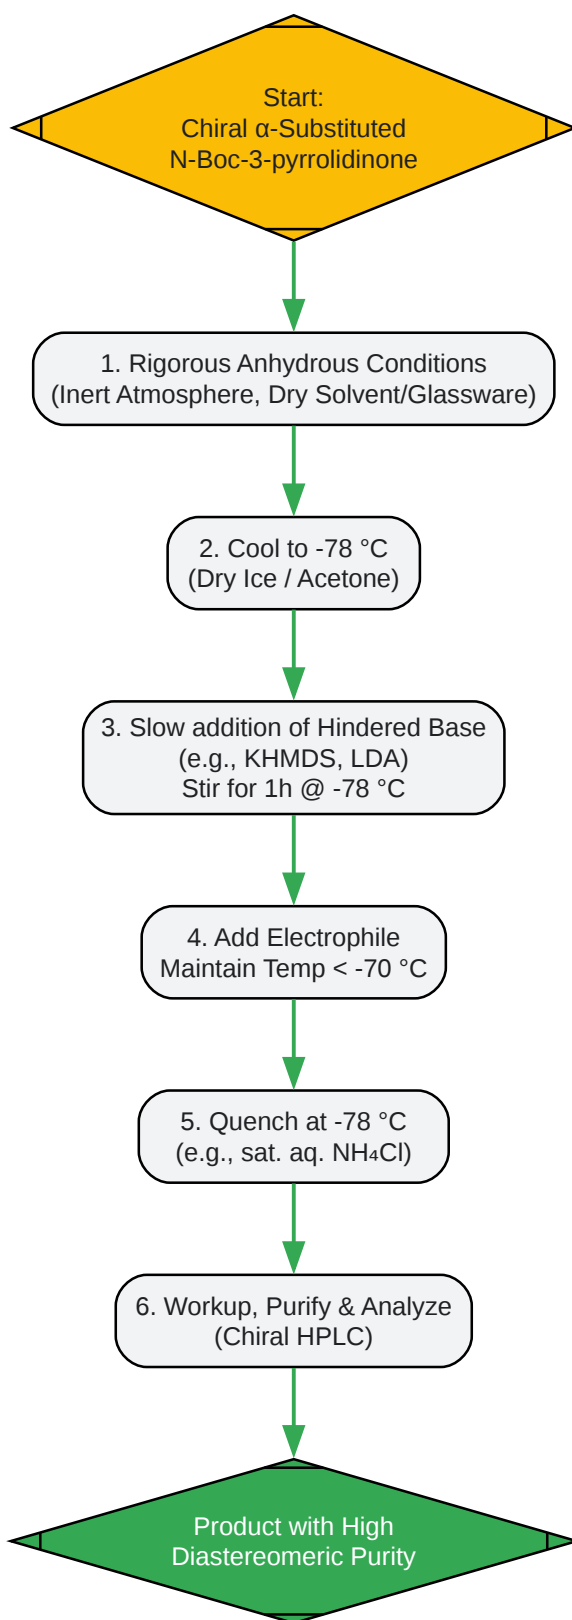 Start:
Chiral α-Substituted
N-Boc-3-pyrrolidinone
1. Rigorous Anhydrous Conditions
(Inert Atmosphere, Dry Solvent/Glassware)
2. Cool to -78 °C
(Dry Ice / Acetone)
3. Slow addition of Hindered Base
(e.g., KHMDS, LDA)
Stir for 1h @ -78 °C
4. Add Electrophile
Maintain Temp < -70 °C
5. Quench at -78 °C
(e.g., sat. aq. NH₄Cl)
6. Workup, Purify & Analyze
(Chiral HPLC)
Product with High
Diastereomeric Purity